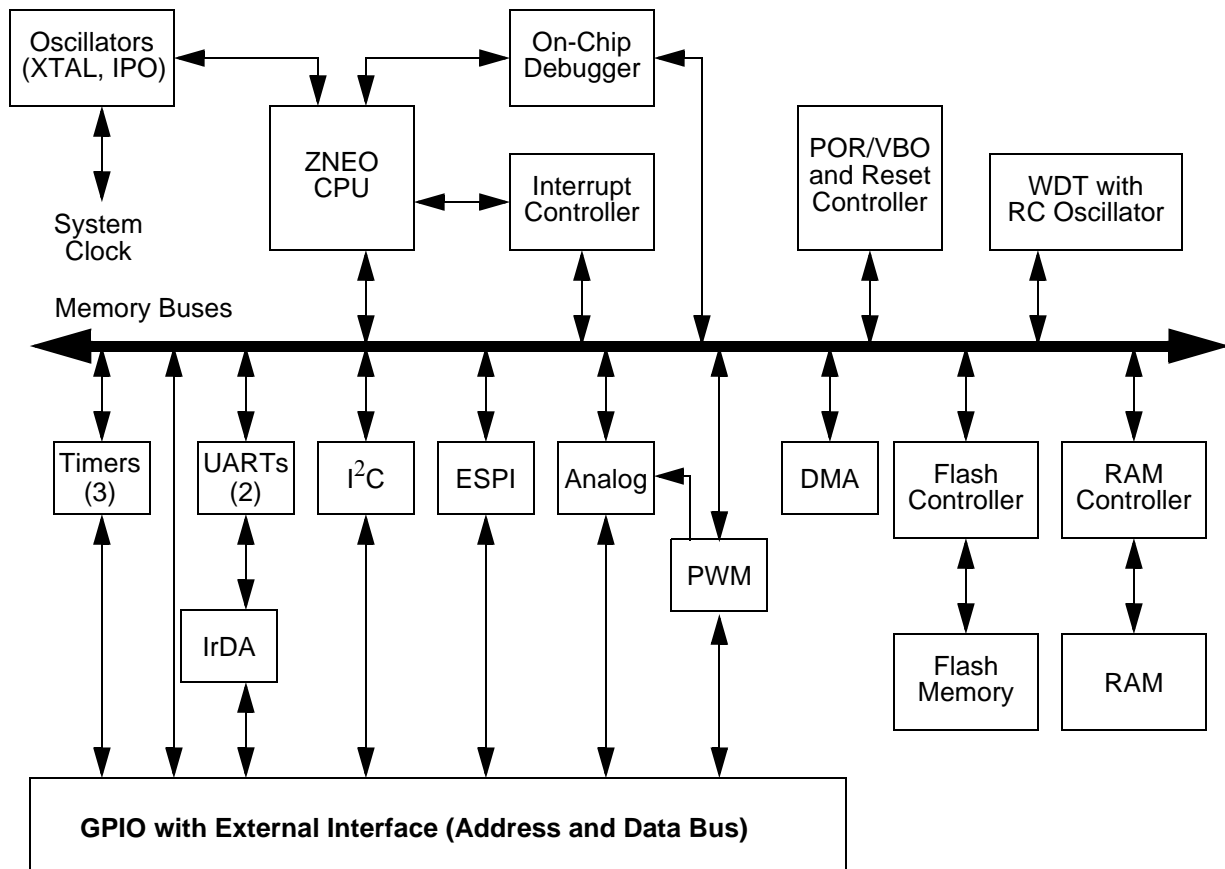 Oscillators
(XTAL, IPO)
On-Chip
Debugger
ZNEO
CPU
Interrupt
Controller
POR/VBO
and Reset
Controller
WDT with
RC Oscillator
System
Clock
Memory Buses
Timers
(3)
UARTs
(2)
I²C
ESPI
Analog
DMA
Flash
Controller
RAM
Controller
PWM
IrDA
Flash
Memory
RAM
GPIO with External Interface (Address and Data Bus)